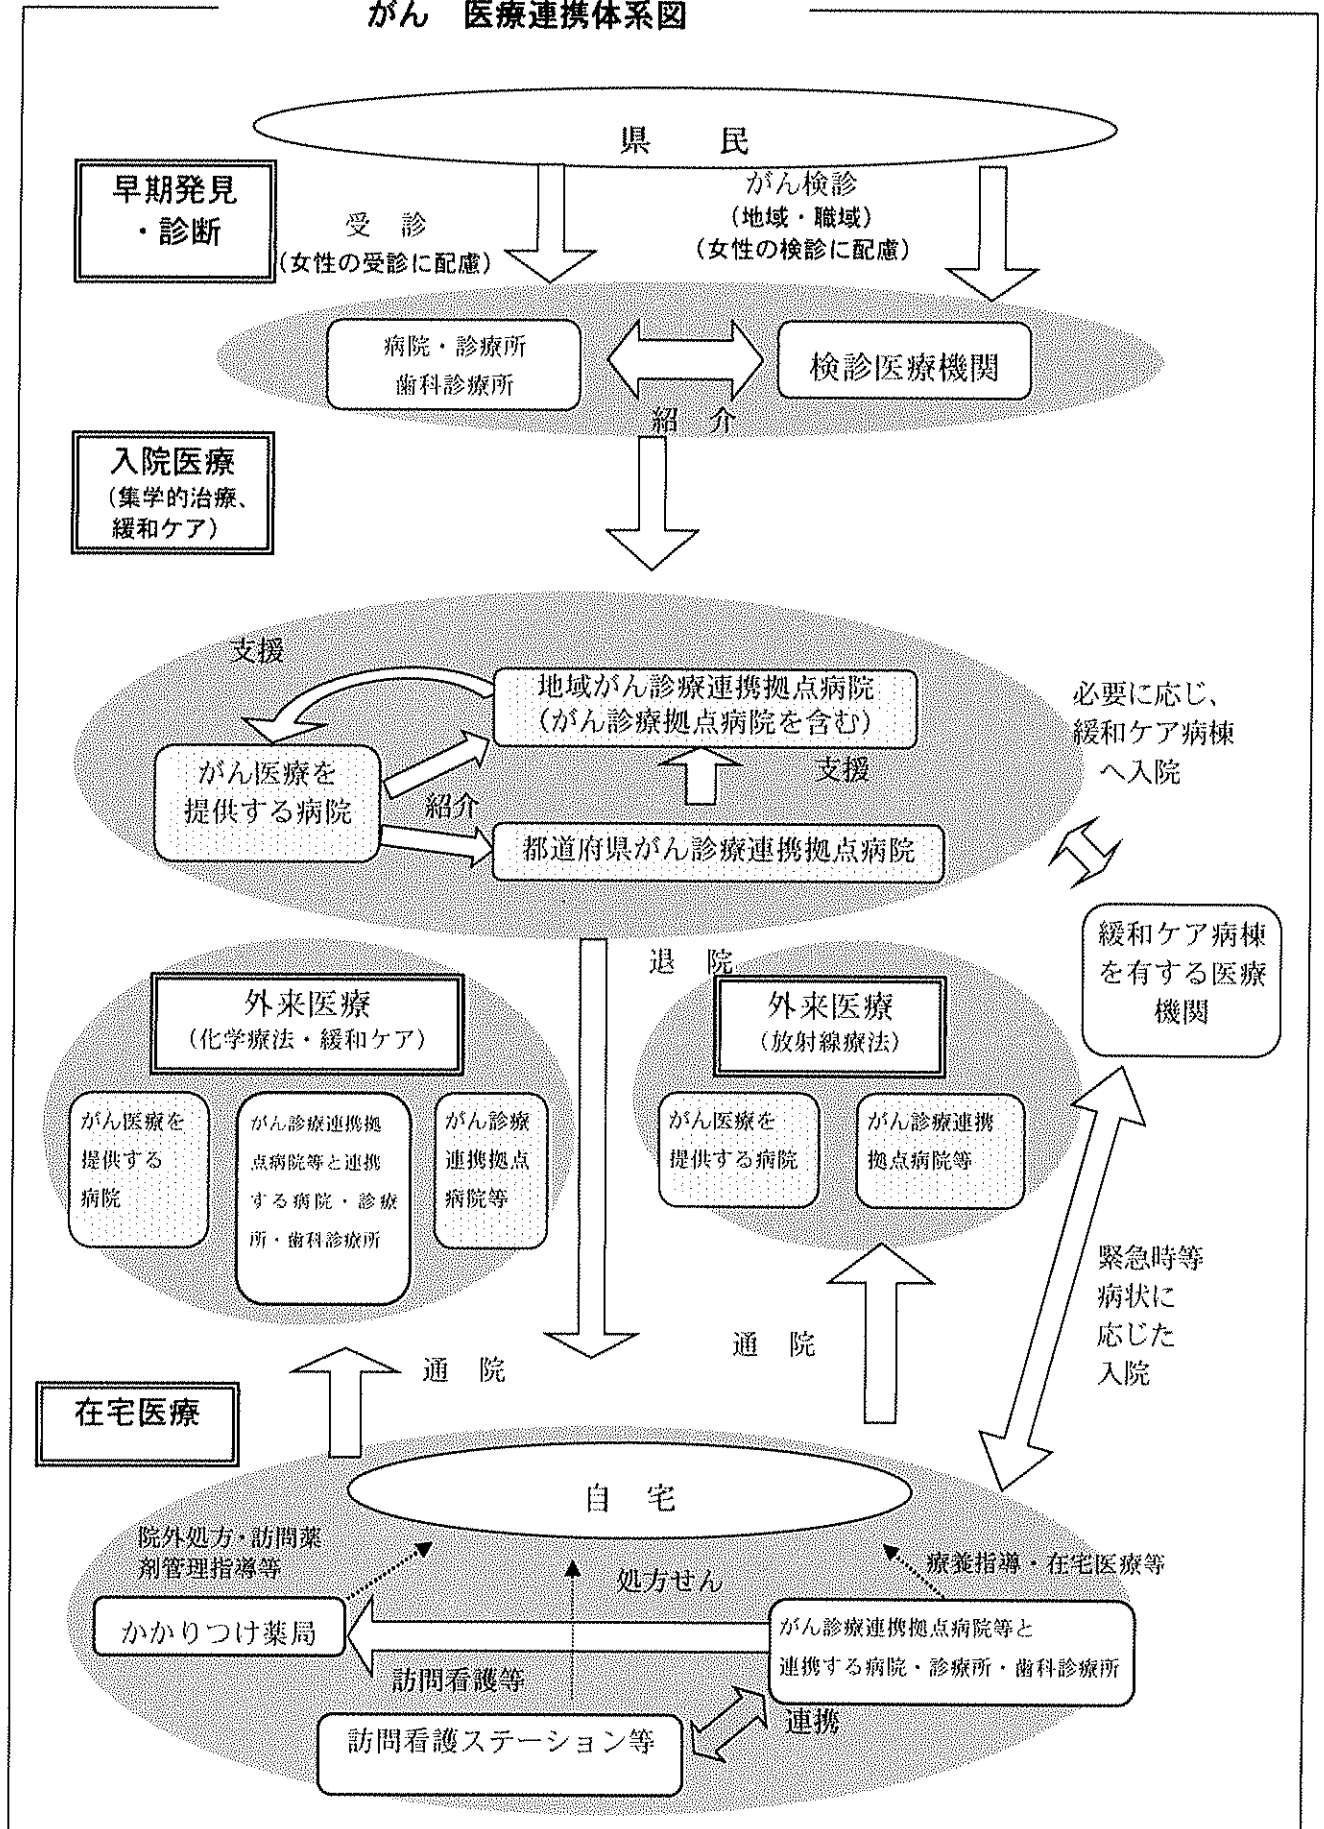 がん　医療連携体系図
県　民
早期発見
・診断
受　診
(女性の受診に配慮)
がん検診
(地域・職域)
(女性の検診に配慮)
病院・診療所
歯科診療所
検診医療機関
紹　介
入院医療
(集学的治療、
緩和ケア)
支援
地域がん診療連携拠点病院
(がん診療拠点病院を含む)
必要に応じ、
緩和ケア病棟
へ入院
がん医療を
提供する病院
支援
紹介
都道府県がん診療連携拠点病院
緩和ケア病棟
を有する医療
機関
退　院
外来医療
(化学療法・緩和ケア)
がん医療を
提供する
病院
がん診療連携拠
点病院等と連携
する病院・診療
所・歯科診療所
がん診療
連携拠点
病院等
外来医療
(放射線療法)
がん医療を
提供する病院
がん診療連携
拠点病院等
緊急時等
病状に
応じた
入院
通　院
通　院
在宅医療
自　宅
院外処方・訪問薬
剤管理指導等
処方せん
療養指導・在宅医療等
かかりつけ薬局
がん診療連携拠点病院等と
連携する病院・診療所・歯科診療所
訪問看護等
連携
訪問看護ステーション等